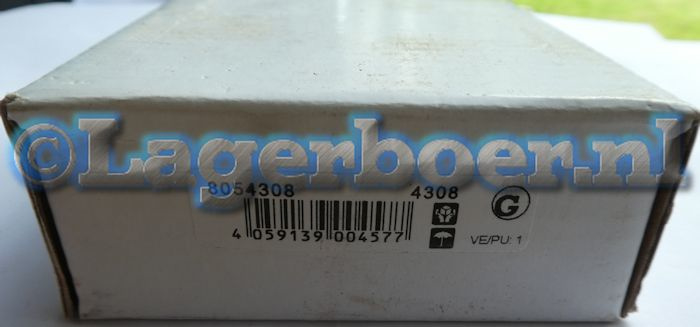 ©Lagerboer.nl
8054308 4308
G
4 059139 004577
VE/PU: 1